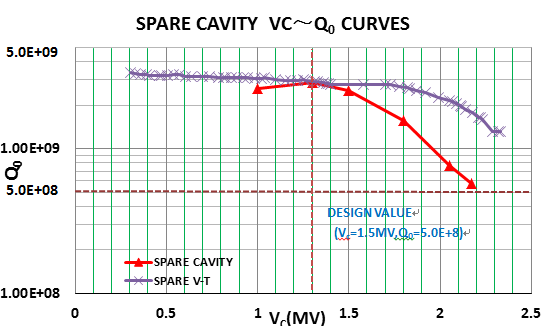 SPARE CAVITY VC～Q0 CURVES
5.0E+09
1.00E+09
5.0E+08
1.00E+08
Q0
DESIGN VALUE
(Vc=1.5MV,Q0=5.0E+8)
SPARE CAVITY
SPARE V-T
0 0.5 1 1.5 2 2.5
VC(MV)